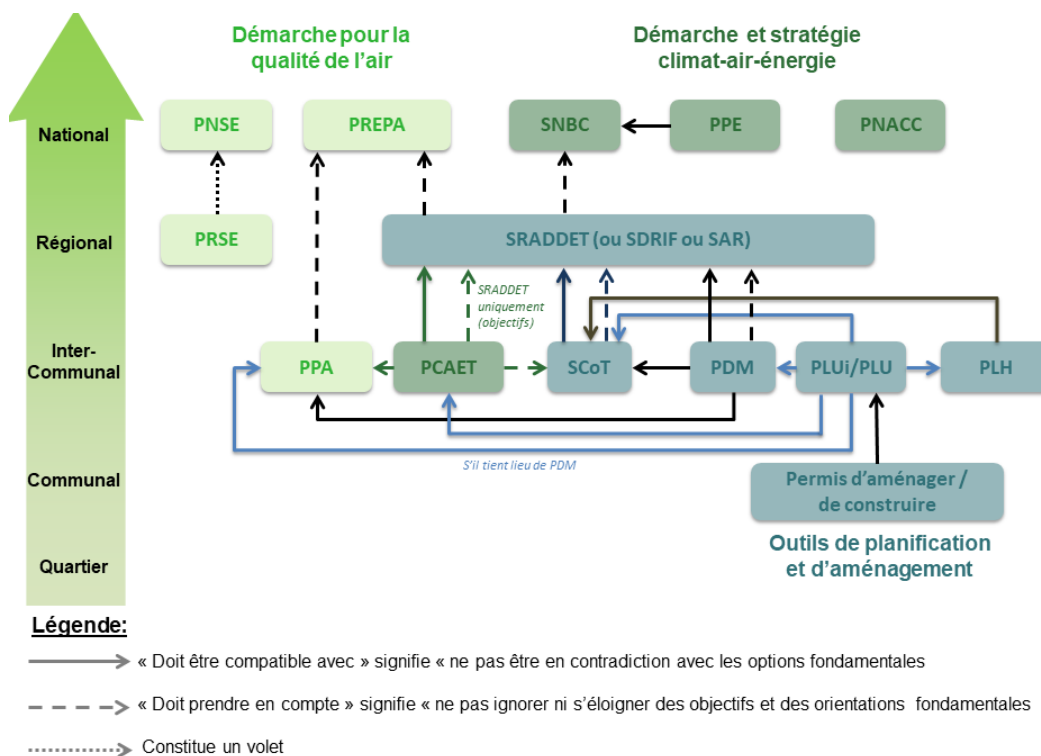 Démarche pour la
qualité de l'air
Démarche et stratégie
climat-air-énergie
National
PNSE
PREPA
SNBC
PPE
PNACC
Régional
PRSE
SRADDET (ou SDRIF ou SAR)
SRADDET
uniquement
(objectifs)
Inter-
Communal
PPA
PCAET
SCoT
PDM
PLUi/PLU
PLH
S'il tient lieu de PDM
Communal
Permis d'aménager /
de construire
Quartier
Outils de planification
et d'aménagement
Légende:
« Doit être compatible avec » signifie « ne pas être en contradiction avec les options fondamentales
« Doit prendre en compte » signifie « ne pas ignorer ni s'éloigner des objectifs et des orientations fondamentales
Constitue un volet